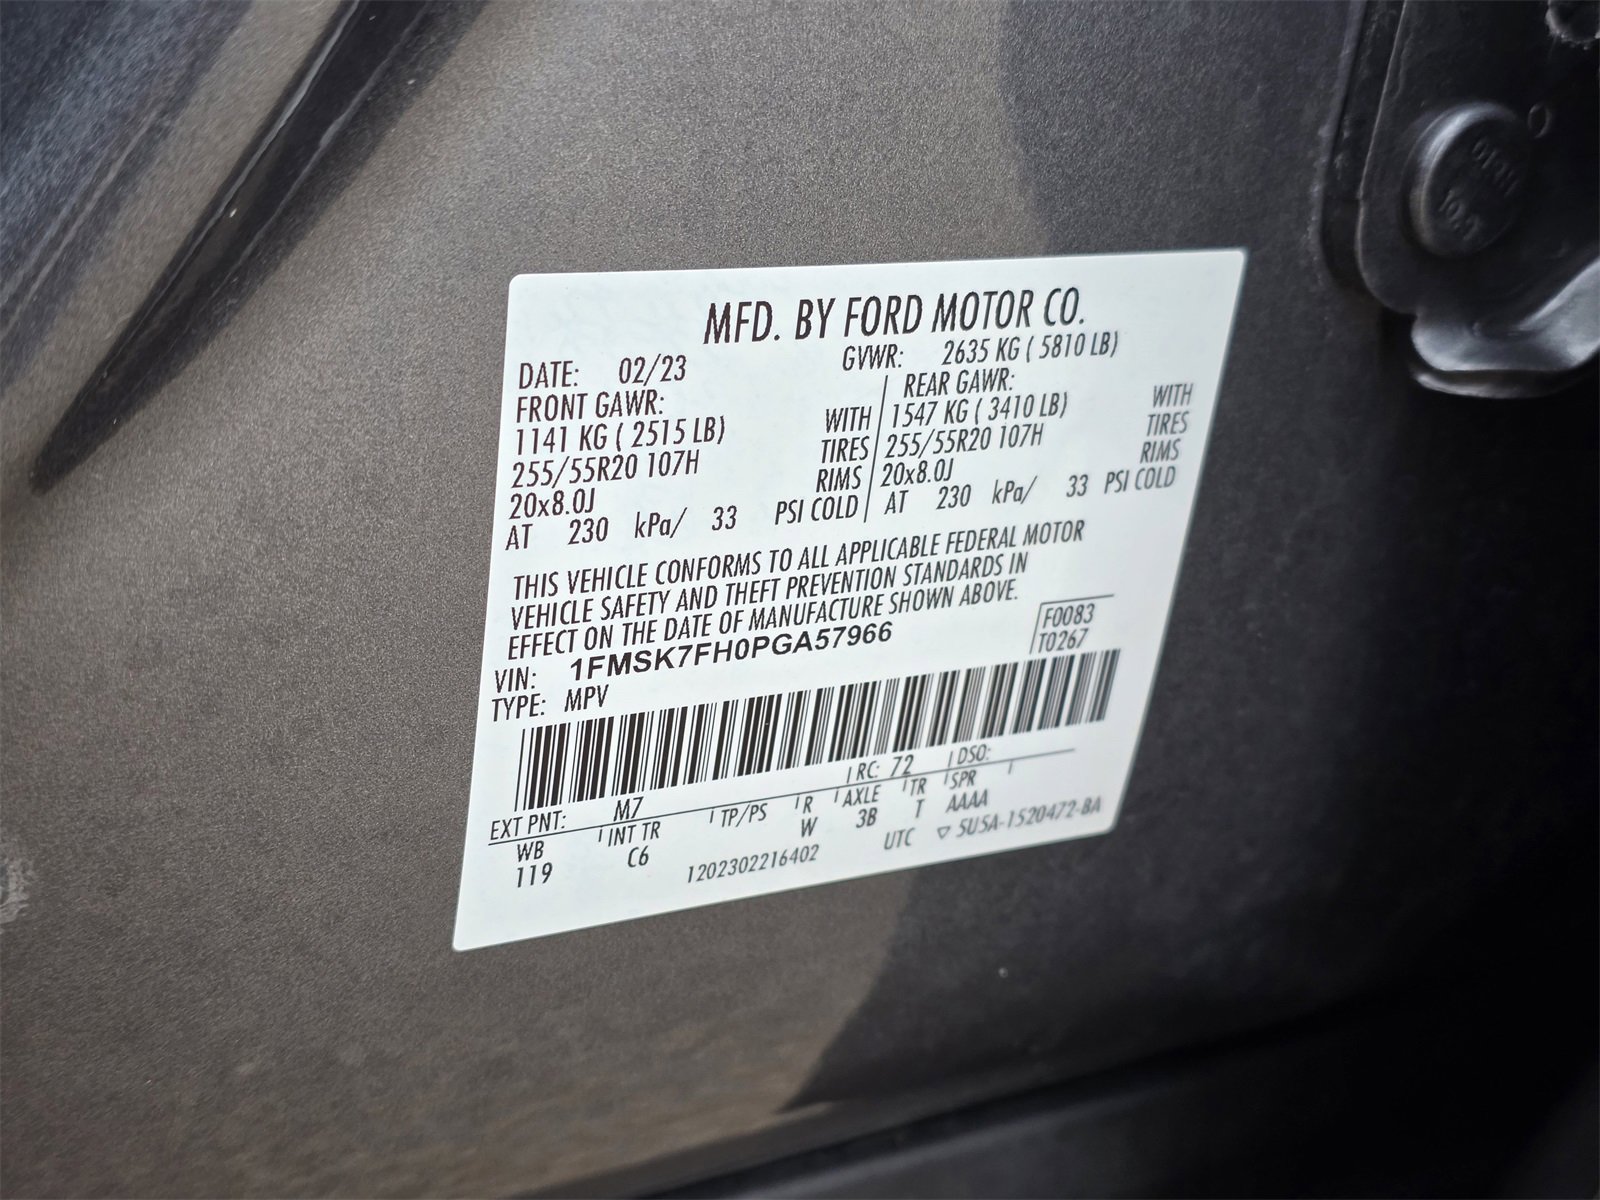 MFD. BY FORD MOTOR CO.
DATE: 02/23 GVWR: 2635 KG ( 5810 LB)
FRONT GAWR: REAR GAWR:
1141 KG ( 2515 LB) WITH 1547 KG ( 3410 LB) WITH
255/55R20 107H TIRES 255/55R20 107H TIRES
20x8.0J RIMS 20x8.0J RIMS
AT 230 kPa/ 33 PSI COLD AT 230 kPa/ 33 PSI COLD
THIS VEHICLE CONFORMS TO ALL APPLICABLE FEDERAL MOTOR
VEHICLE SAFETY AND THEFT PREVENTION STANDARDS IN
EFFECT ON THE DATE OF MANUFACTURE SHOWN ABOVE.
VIN: 1FMSK7FH0PGA57966 F0083
TYPE: MPV T0267
EXT PNT: M7 RC: 72 DSO:
WB INT TR TP/PS R AXLE TR SPR
119 C6 W 3B T AAAA
1202302216402 UTC ▽ 5U5A-1520472-BA